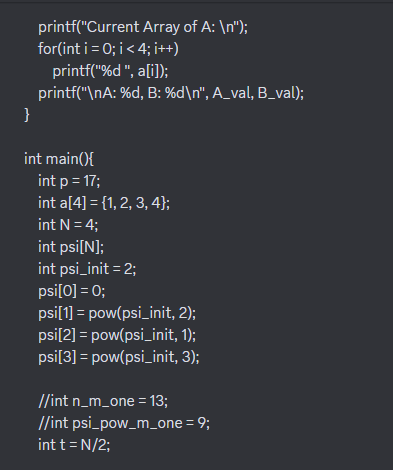 printf("Current Array of A: \n");
for(int i = 0; i < 4; i++)
printf("%d ", a[i]);
printf("\nA: %d, B: %d\n", A_val, B_val);
}
int main(){
int p = 17;
int a[4] = {1, 2, 3, 4};
int N = 4;
int psi[N];
int psi_init = 2;
psi[0] = 0;
psi[1] = pow(psi_init, 2);
psi[2] = pow(psi_init, 1);
psi[3] = pow(psi_init, 3);
//int n_m_one = 13;
//int psi_pow_m_one = 9;
int t = N/2;